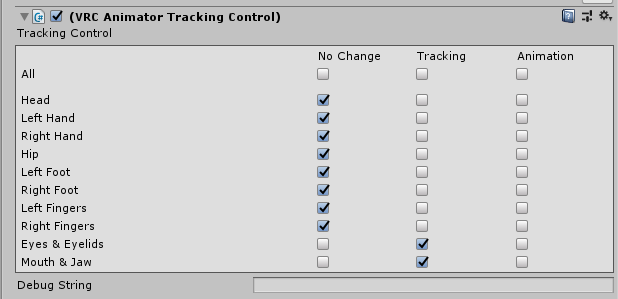 (VRC Animator Tracking Control)
Tracking Control
No Change Tracking Animation
All
Head
Left Hand
Right Hand
Hip
Left Foot
Right Foot
Left Fingers
Right Fingers
Eyes & Eyelids
Mouth & Jaw
Debug String